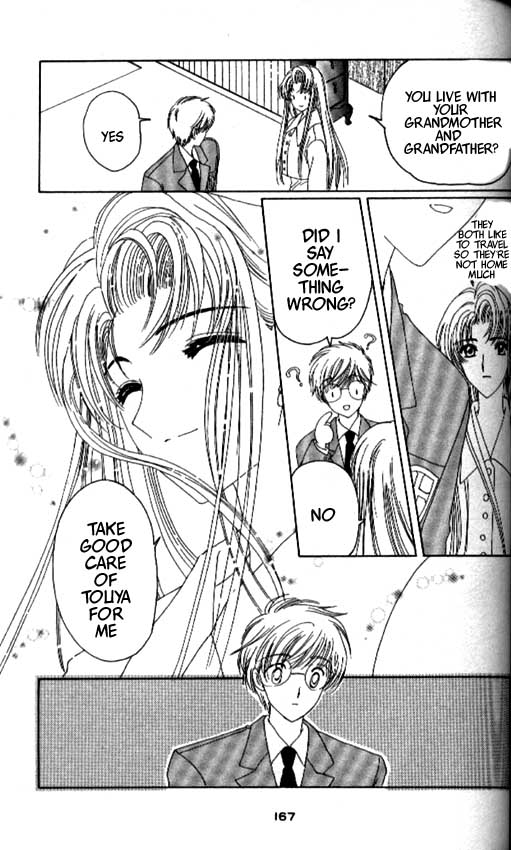 YOU LIVE WITH
YOUR
GRANDMOTHER
AND
GRANDFATHER?
YES
THEY
BOTH LIKE
TO TRAVEL
SO THEY'RE
NOT HOME
MUCH
DID I
SAY
SOME-
THING
WRONG?
?
?
NO
TAKE
GOOD
CARE
OF
TOUYA
FOR
ME
167